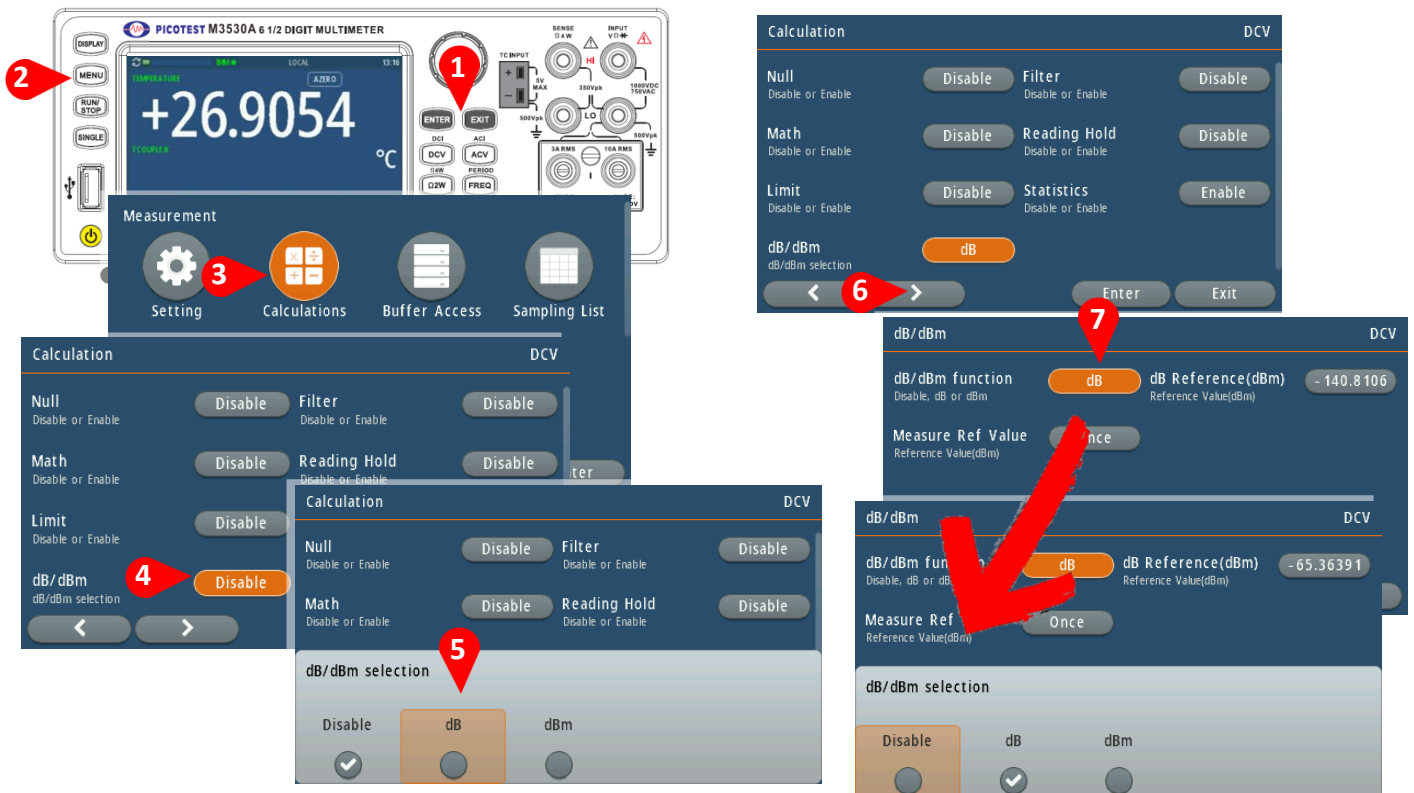 PICOTEST M3530A 6 1/2 DIGIT MULTIMETER
DISPLAY
MENU
RUN/
STOP
SINGLE
LOCAL
13:16
TEMPERATURE
AZERO
+26.9054
°C
ENTER
EXIT
DCI
ACI
DCV
ACV
Ω4W
PERIOD
Ω2W
FREQ
TC INPUT
+
−
5V
MAX
SENSE
Ω 4 W
INPUT
HI
350Vpk
1000VDC
750VAC
500Vpk
LO
500Vpk
3A RMS
10A RMS
I
1
2
Measurement
3
Setting
Calculations
Buffer Access
Sampling List
Calculation
DCV
Null
Disable
Filter
Disable
Disable or Enable
Disable or Enable
Math
Disable
Reading Hold
Disable
Disable or Enable
Disable or Enable
Limit
Disable
Disable or Enable
dB/dBm
4
Disable
dB/dBm selection
Calculation
DCV
Null
Disable
Filter
Disable
Disable or Enable
Disable or Enable
Math
Disable
Reading Hold
Disable
Disable or Enable
Disable or Enable
5
dB/dBm selection
Disable
dB
dBm
Calculation
DCV
Null
Disable
Filter
Disable
Disable or Enable
Disable or Enable
Math
Disable
Reading Hold
Disable
Disable or Enable
Disable or Enable
Limit
Disable
Statistics
Enable
Disable or Enable
Disable or Enable
dB/dBm
dB
dB/dBm selection
6
Enter
Exit
7
dB/dBm
DCV
dB/dBm function
dB
dB Reference(dBm)
-140.8106
Disable, dB or dBm
Reference Value(dBm)
Measure Ref Value
Reference Value(dBm)
dB/dBm
DCV
dB
dB Reference(dBm)
-65.36391
Reference Value(dBm)
Measure Ref
Once
Reference Value(dBm)
dB/dBm selection
Disable
dB
dBm